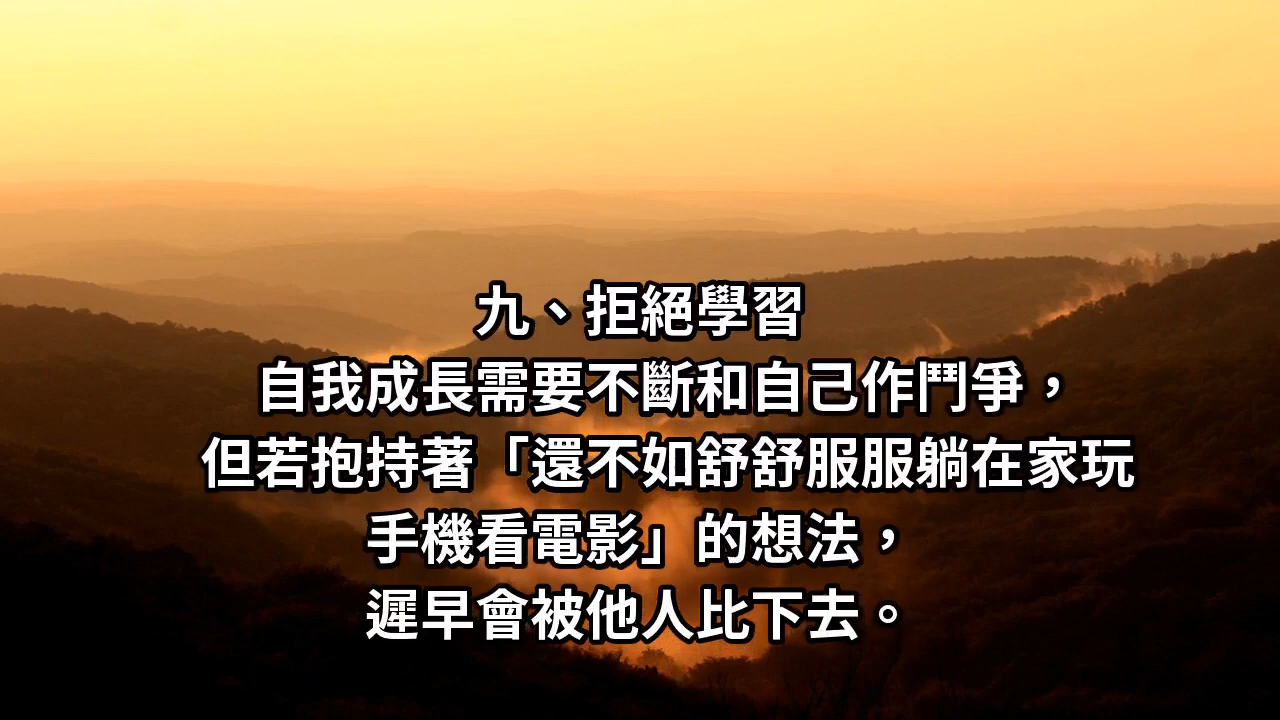 九、拒絕學習
自我成長需要不斷和自己作鬥爭，
但若抱持著「還不如舒舒服服躺在家玩
手機看電影」的想法，
遲早會被他人比下去。